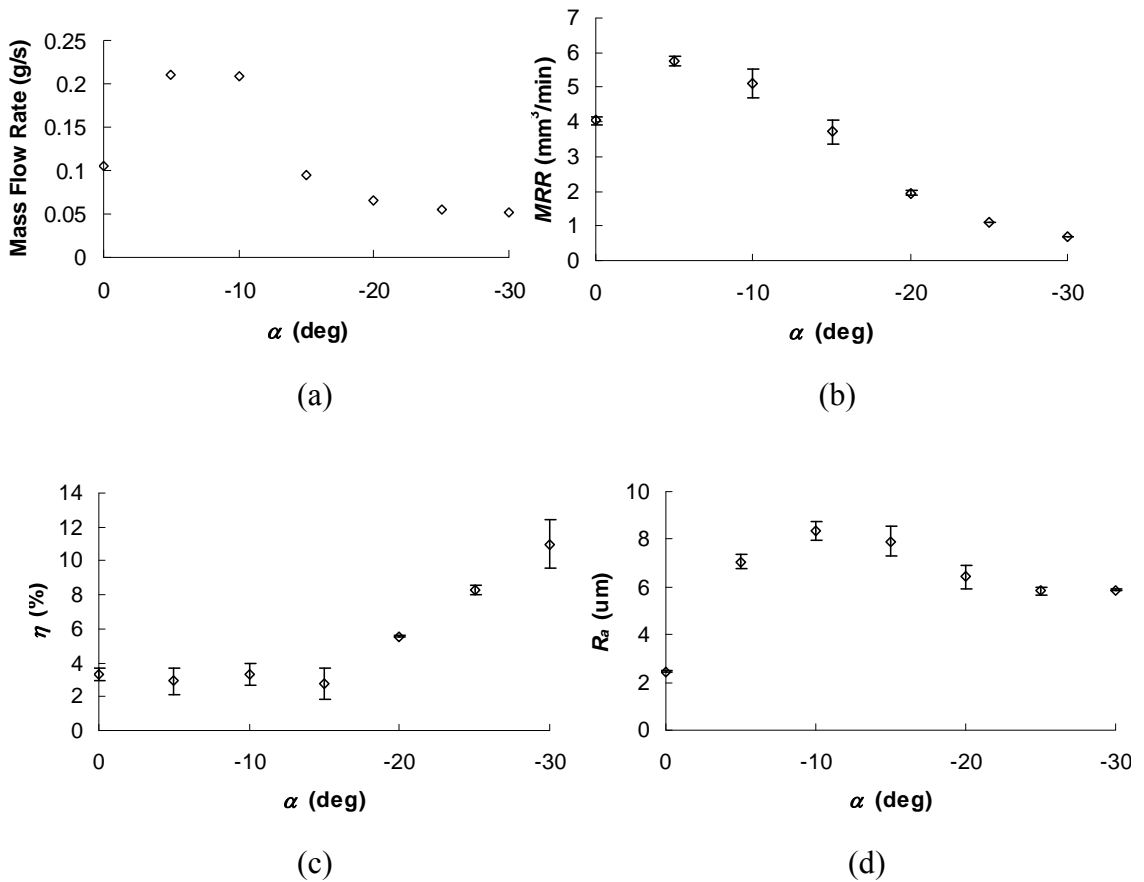 Mass Flow Rate (g/s)
0.25
0.2
0.15
0.1
0.05
0
0 -10 -20 -30
α (deg)
(a)
MRR (mm³/min)
7
6
5
4
3
2
1
0
0 -10 -20 -30
α (deg)
(b)
η (%)
14
12
10
8
6
4
2
0
0 -10 -20 -30
α (deg)
(c)
Ra (um)
10
8
6
4
2
0
0 -10 -20 -30
α (deg)
(d)